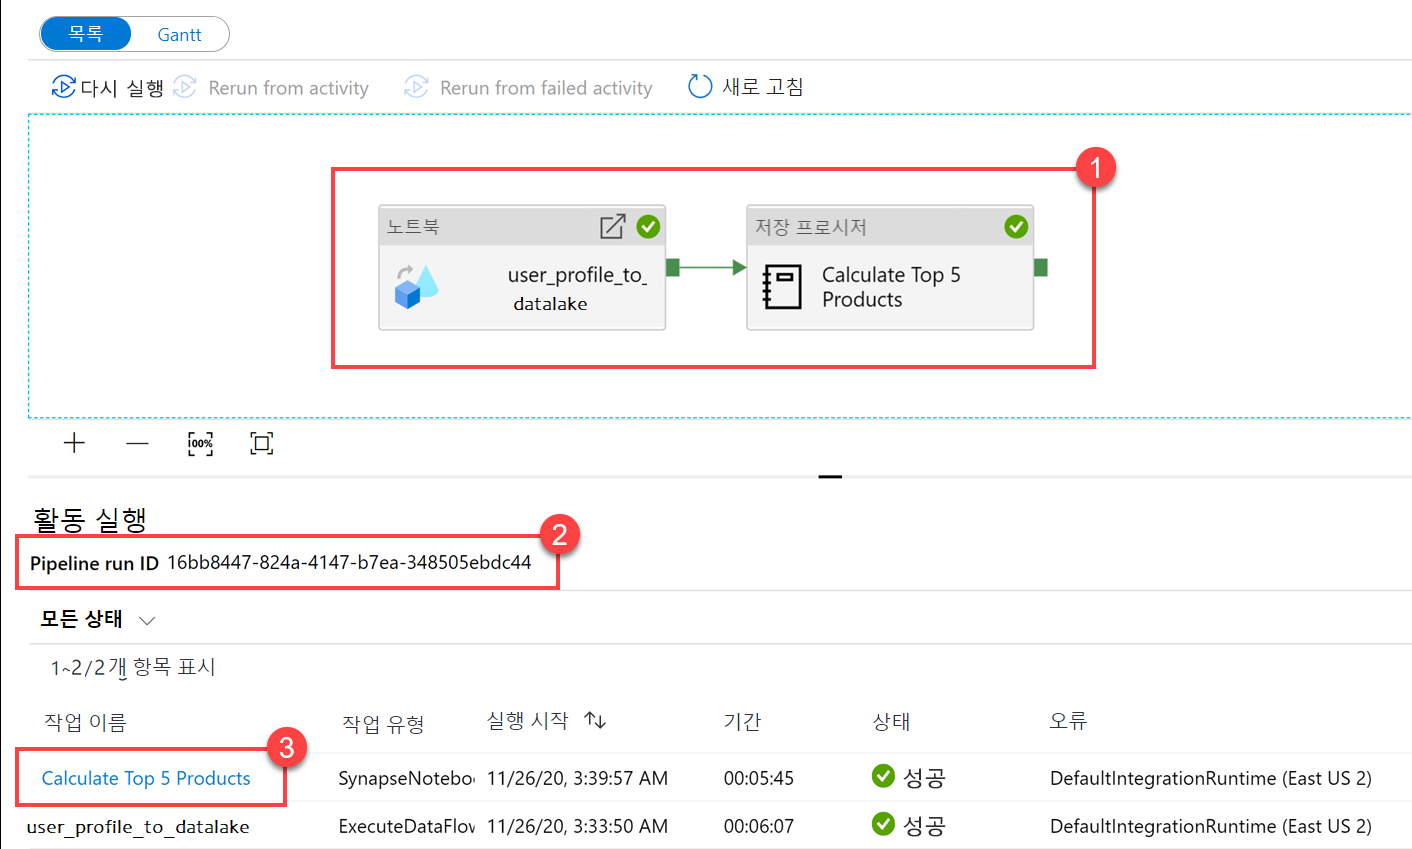 목록 Gantt
다시 실행 Rerun from activity Rerun from failed activity 새로 고침
1
노트북 저장 프로시저
user_profile_to_
datalake
Calculate Top 5
Products
100%
활동 실행
2
Pipeline run ID 16bb8447-824a-4147-b7ea-348505ebdc44
모든 상태
1~2/2개 항목 표시
작업 이름 작업 유형 실행 시작 기간 상태 오류
3
Calculate Top 5 Products SynapseNotebo 11/26/20, 3:39:57 AM 00:05:45 성공 DefaultIntegrationRuntime (East US 2)
user_profile_to_datalake ExecuteDataFlow 11/26/20, 3:33:50 AM 00:06:07 성공 DefaultIntegrationRuntime (East US 2)